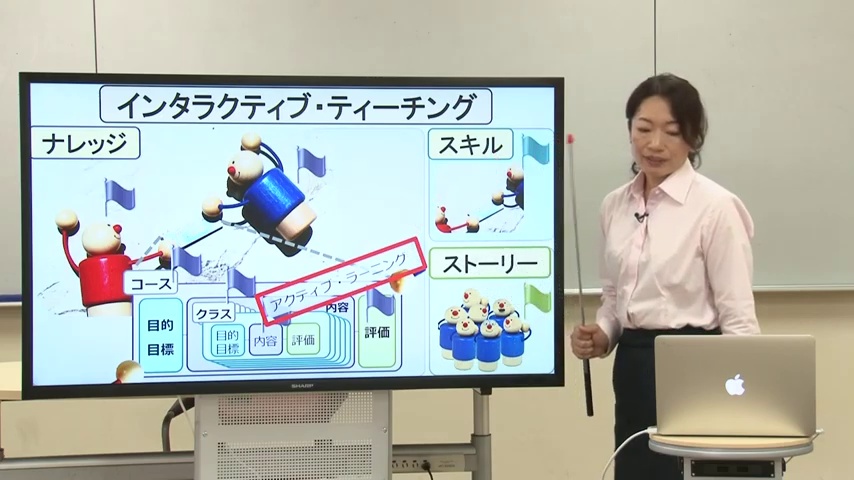 インタラクティブ・ティーチング
ナレッジ
スキル
アクティブ・ラーニング
ストーリー
コース
目的
目標
クラス
内容
目的
目標
内容
評価
評価
SHARP